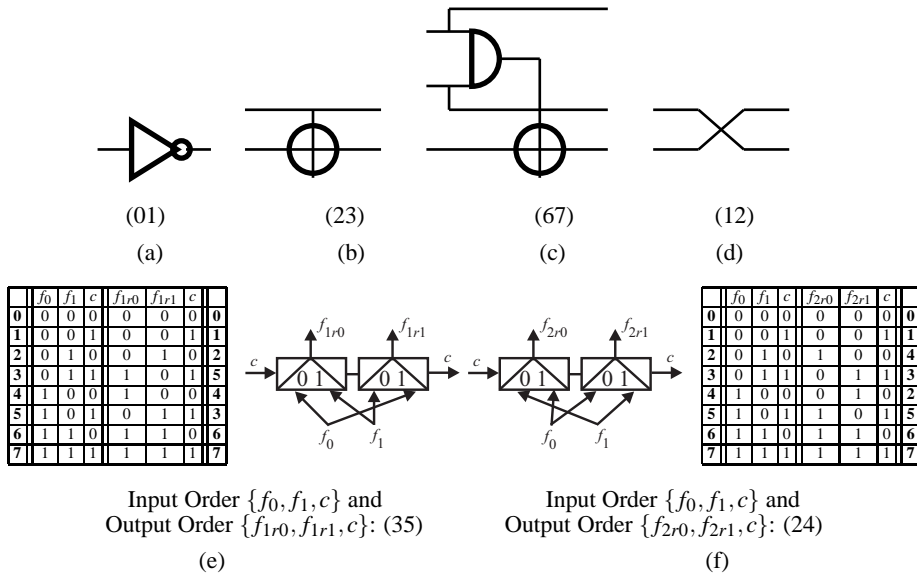 (01) (23) (67) (12)
(a) (b) (c) (d)
f0 f1 c f1r0 f1r1 c
0 0 0 0 0 0 0 0
1 0 0 1 0 0 1 1
2 0 1 0 0 1 0 2
3 0 1 1 1 0 1 5
4 1 0 0 1 0 0 4
5 1 0 1 0 1 1 3
6 1 1 0 1 1 0 6
7 1 1 1 1 1 1 7
f1r0 f1r1
c 0 1 0 1 c
f0 f1
f2r0 f2r1
c 0 1 0 1 c
f0 f1
f0 f1 c f2r0 f2r1 c
0 0 0 0 0 0 0 0
1 0 0 1 0 0 1 1
2 0 1 0 1 0 0 4
3 0 1 1 0 1 1 3
4 1 0 0 0 1 0 2
5 1 0 1 1 0 1 5
6 1 1 0 1 1 0 6
7 1 1 1 1 1 1 7
Input Order {f0, f1, c} and
Output Order {f1r0, f1r1, c}: (35)
(e)
Input Order {f0, f1, c} and
Output Order {f2r0, f2r1, c}: (24)
(f)